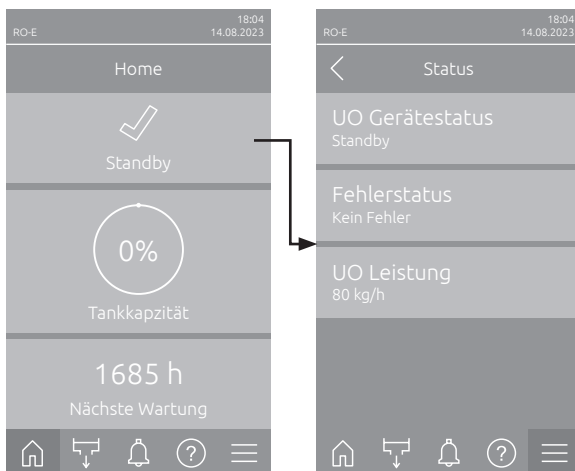 18:04
RO-E 14.08.2023
Home
Standby
0%
Tankkapzität
1685 h
Nächste Wartung
18:04
RO-E 14.08.2023
Status
UO Gerätestatus
Standby
Fehlerstatus
Kein Fehler
UO Leistung
80 kg/h